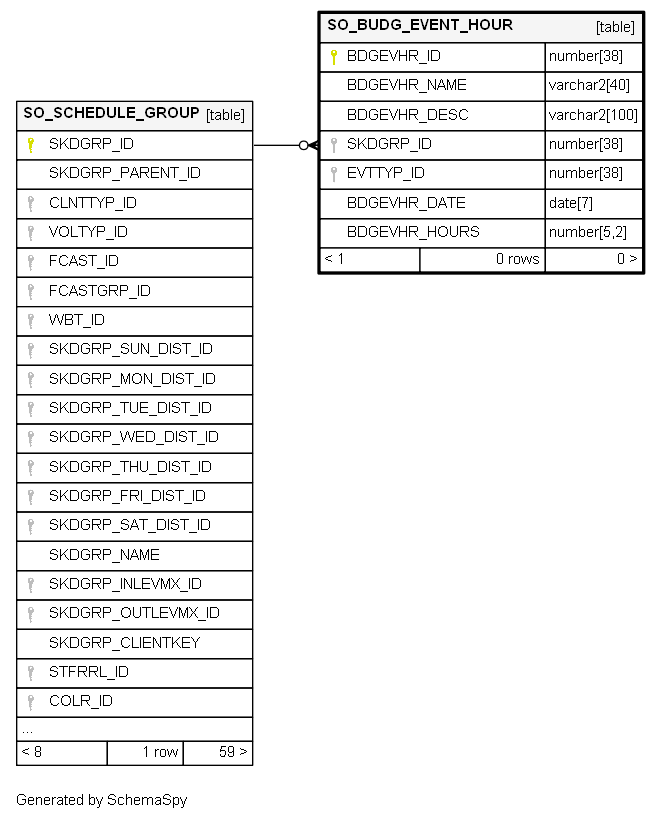 SO_BUDG_EVENT_HOUR [table]
BDGEVHR_ID number[38]
BDGEVHR_NAME varchar2[40]
BDGEVHR_DESC varchar2[100]
SKDGRP_ID number[38]
EVTTYP_ID number[38]
BDGEVHR_DATE date[7]
BDGEVHR_HOURS number[5,2]
< 1 0 rows 0 >
SO_SCHEDULE_GROUP [table]
SKDGRP_ID
SKDGRP_PARENT_ID
CLNTTYP_ID
VOLTYP_ID
FCAST_ID
FCASTGRP_ID
WBT_ID
SKDGRP_SUN_DIST_ID
SKDGRP_MON_DIST_ID
SKDGRP_TUE_DIST_ID
SKDGRP_WED_DIST_ID
SKDGRP_THU_DIST_ID
SKDGRP_FRI_DIST_ID
SKDGRP_SAT_DIST_ID
SKDGRP_NAME
SKDGRP_INLEVMX_ID
SKDGRP_OUTLEVMX_ID
SKDGRP_CLIENTKEY
STFRRL_ID
COLR_ID
...
< 8 1 row 59 >
Generated by SchemaSpy